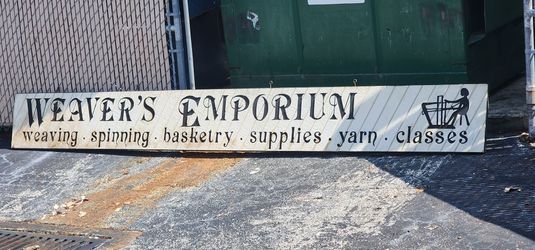 WEAVER'S EMPORIUM
weaving . spinning . basketry . supplies . yarn . classes